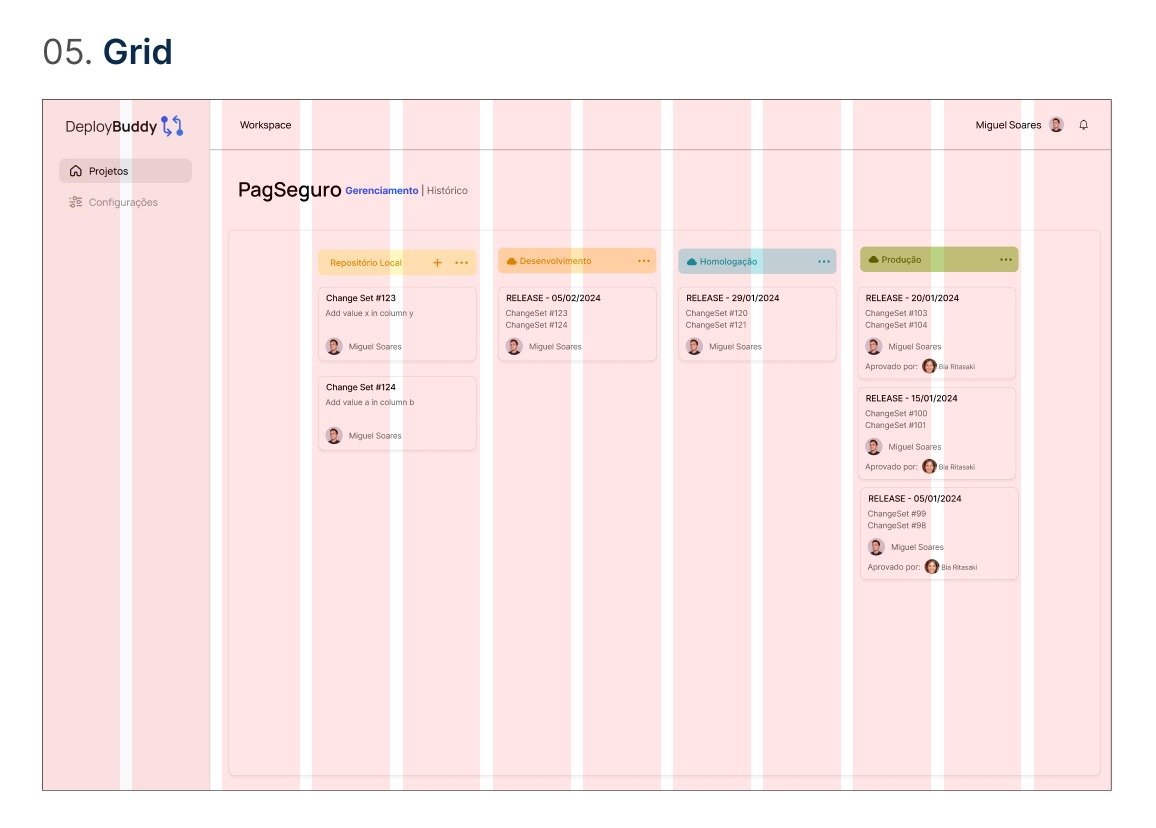 05. Grid
DeployBuddy
Workspace
Miguel Soares
Projetos
Configurações
PagSeguro Gerenciamento | Histórico
Repositório Local
Change Set #123
Add value x in column y
Miguel Soares
Change Set #124
Add value a in column b
Miguel Soares
Desenvolvimento
RELEASE - 05/02/2024
ChangeSet #123
ChangeSet #124
Miguel Soares
Homologação
RELEASE - 29/01/2024
ChangeSet #120
ChangeSet #121
Miguel Soares
Produção
RELEASE - 20/01/2024
ChangeSet #103
ChangeSet #104
Miguel Soares
Aprovado por: Bia Ritasaki
RELEASE - 15/01/2024
ChangeSet #100
ChangeSet #101
Miguel Soares
Aprovado por: Bia Ritasaki
RELEASE - 05/01/2024
ChangeSet #99
ChangeSet #98
Miguel Soares
Aprovado por: Bia Ritasaki